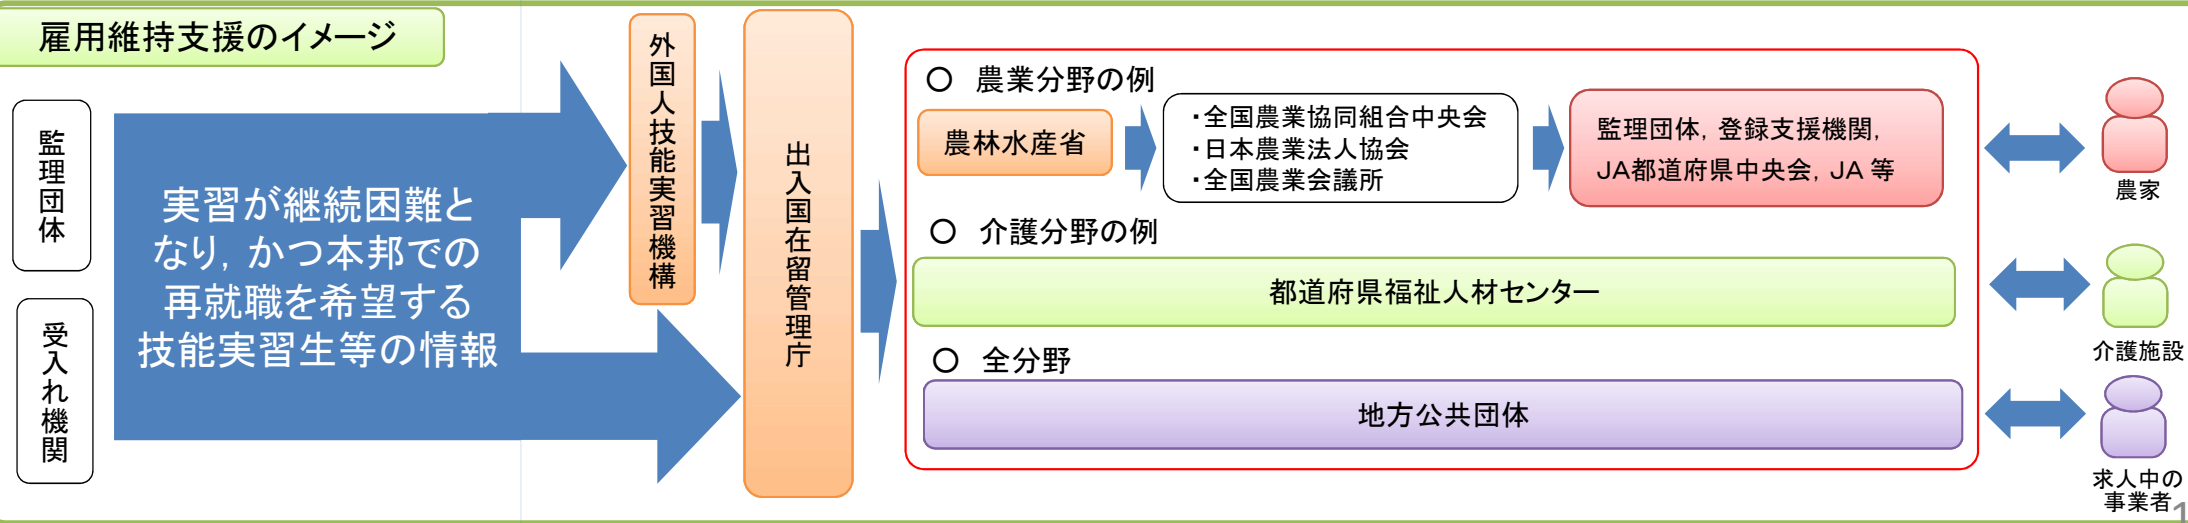 雇用維持支援のイメージ
監理団体
受入れ機関
実習が継続困難と
なり，かつ本邦での
再就職を希望する
技能実習生等の情報
外国人技能実習機構
出入国在留管理庁
○　農業分野の例
農林水産省
・全国農業協同組合中央会
・日本農業法人協会
・全国農業会議所
監理団体，登録支援機関，
JA都道府県中央会，JA 等
農家
○　介護分野の例
都道府県福祉人材センター
介護施設
○　全分野
地方公共団体
求人中の
事業者
1